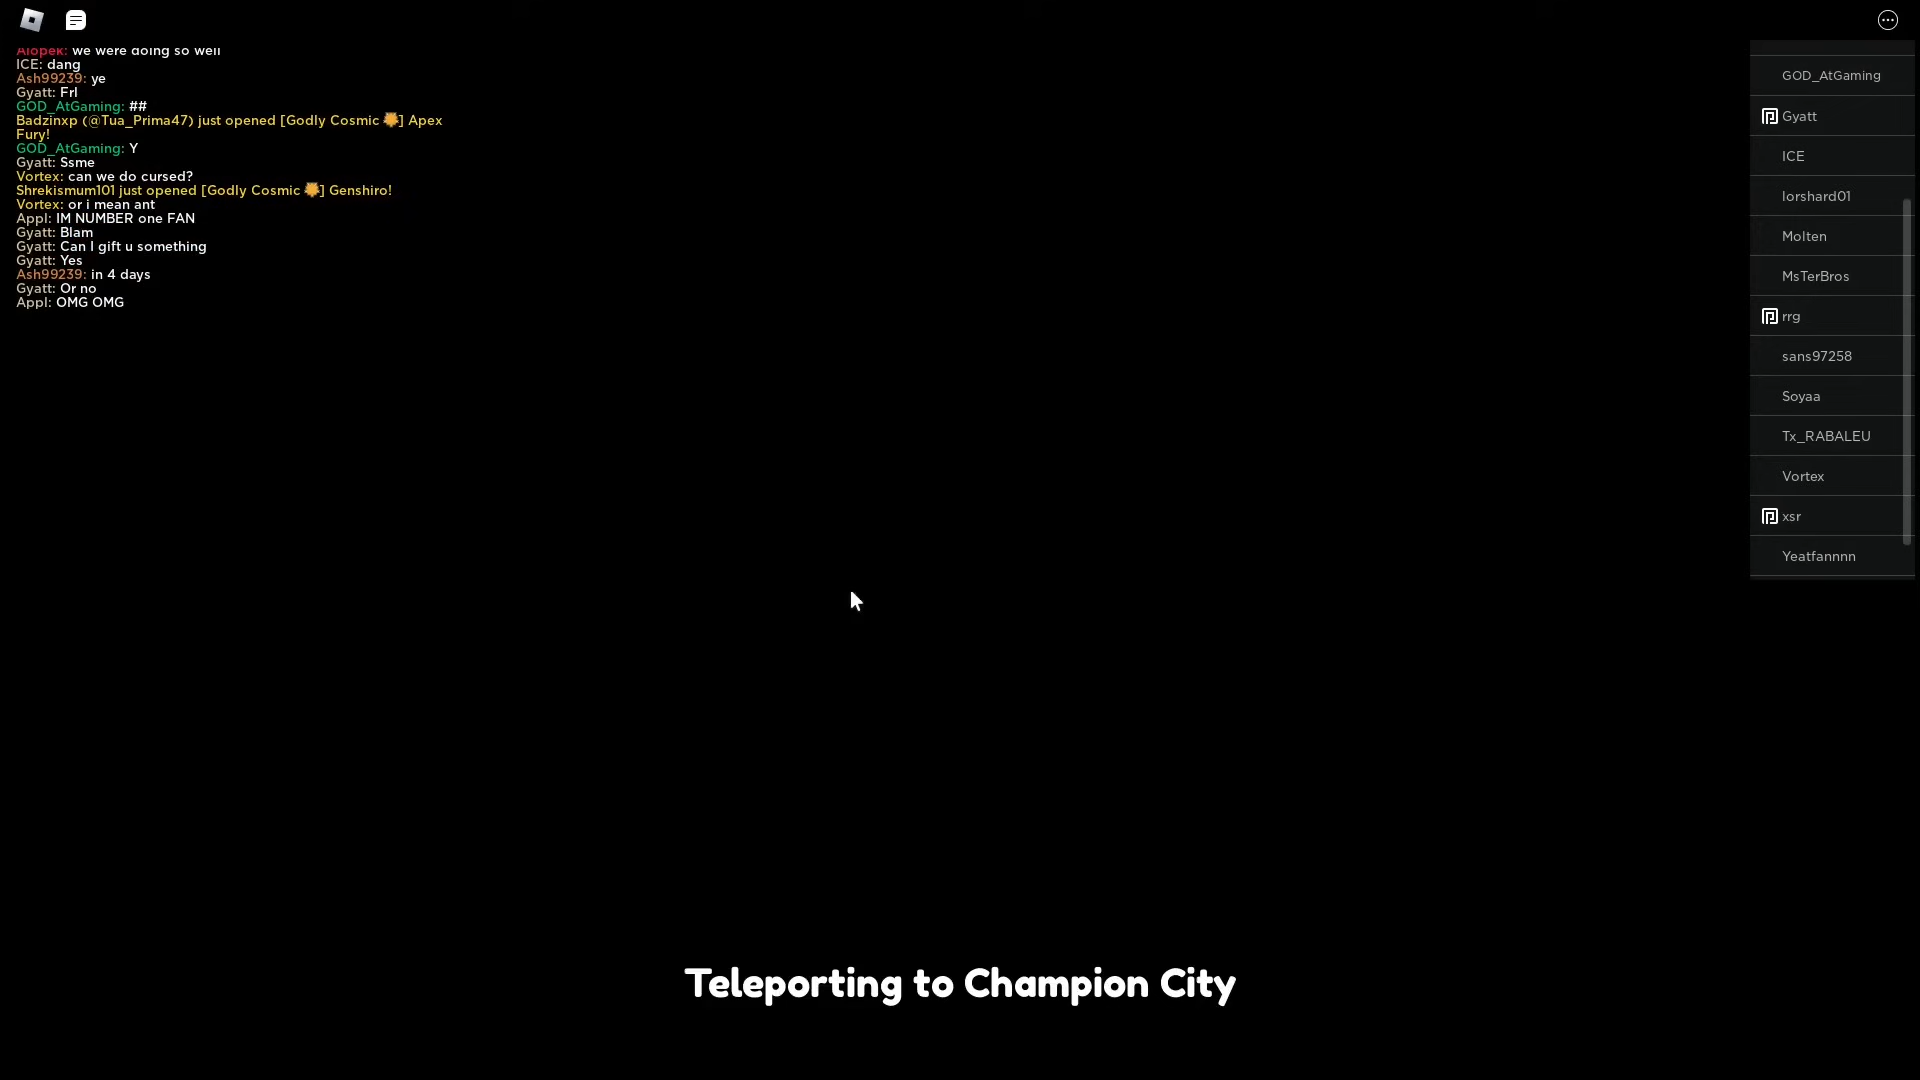 Alopek: we were doing so well
ICE: dang
Ash99239: ye
Gyatt: Frl
GOD_AtGaming: ##
Badzinxp (@Tua_Prima47) just opened [Godly Cosmic ] Apex
Fury!
GOD_AtGaming: Y
Gyatt: Ssme
Vortex: can we do cursed?
Shrekismum101 just opened [Godly Cosmic ] Genshiro!
Vortex: or i mean ant
Appl: IM NUMBER one FAN
Gyatt: Blam
Gyatt: Can I gift u something
Gyatt: Yes
Ash99239: in 4 days
Gyatt: Or no
Appl: OMG OMG
GOD_AtGaming
Gyatt
ICE
lorshard01
Molten
MsTerBros
rrg
sans97258
Soyaa
Tx_RABALEU
Vortex
xsr
Yeatfannnn
Teleporting to Champion City